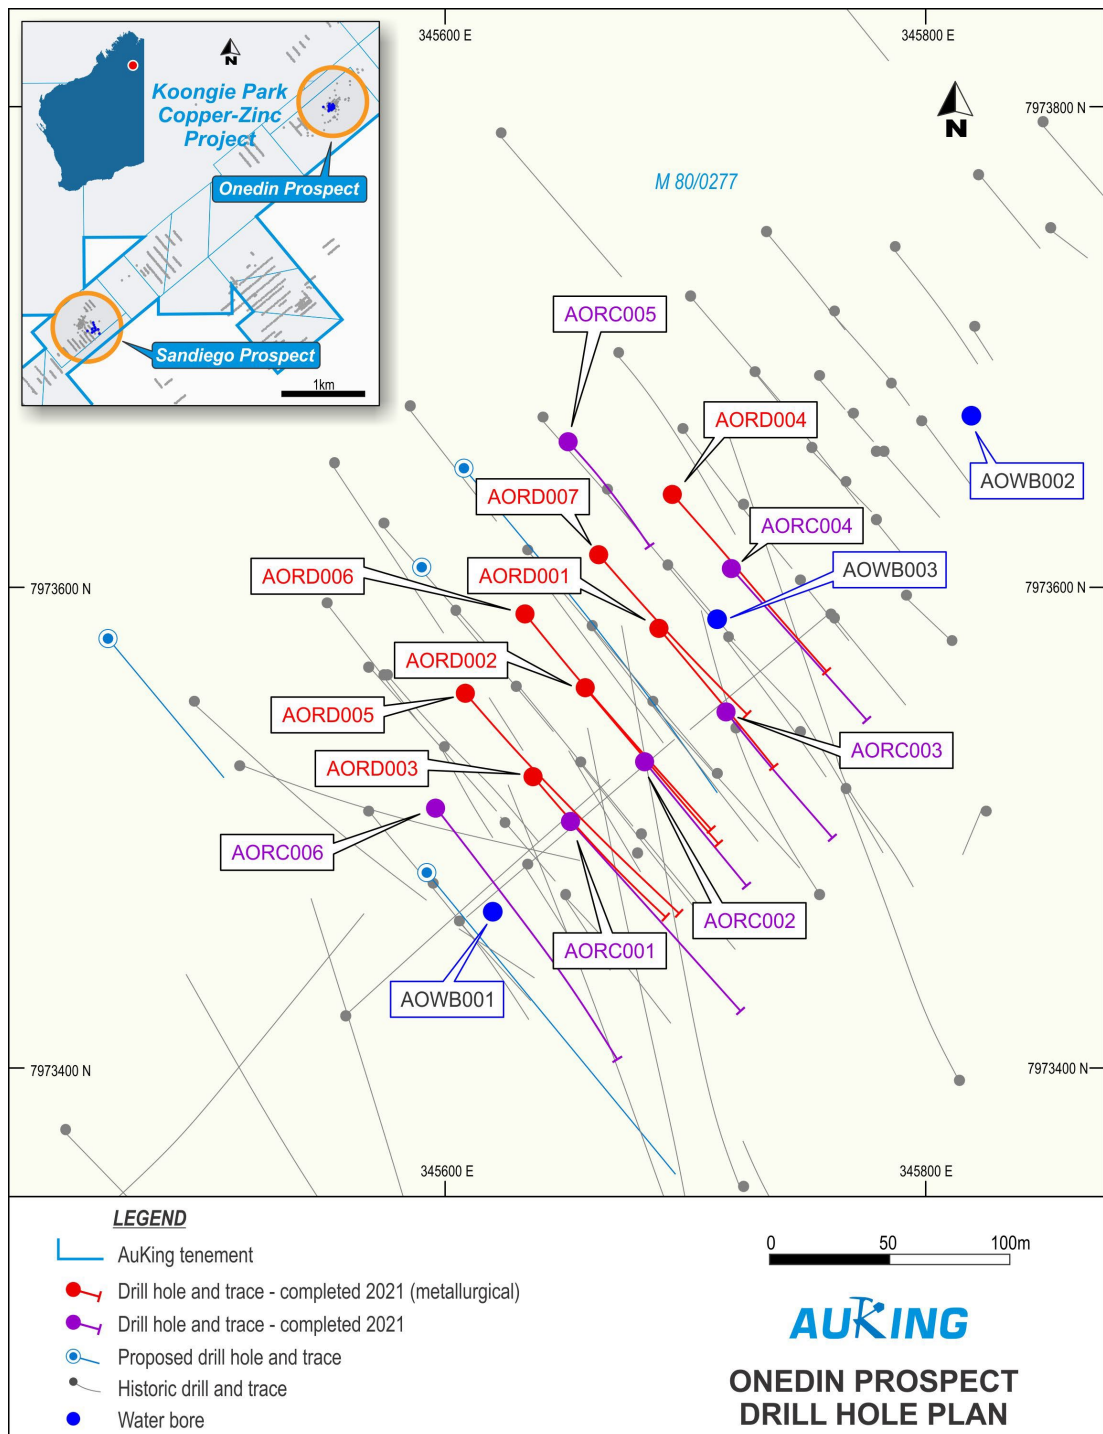 345600 E
345800 E
N
Koongie Park
Copper-Zinc
Project
7973800 N
N
M 80/0277
Onedin Prospect
AORC005
Sandiego Prospect
1km
AORD004
AOWB002
AORD007
AORC004
AORD006
AORD001
AOWB003
7973600 N
7973600 N
AORD002
AORD005
AORC003
AORD003
AORC006
AORC002
AORC001
AOWB001
7973400 N
7973400 N
345600 E
345800 E
LEGEND
AuKing tenement
Drill hole and trace - completed 2021 (metallurgical)
Drill hole and trace - completed 2021
Proposed drill hole and trace
Historic drill and trace
Water bore
0 50 100m
AUKING
ONEDIN PROSPECT
DRILL HOLE PLAN